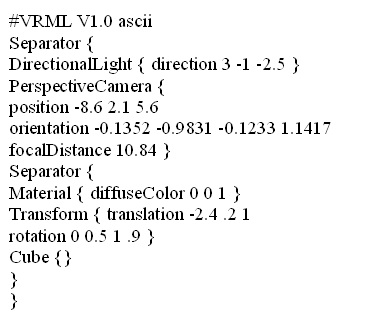 #VRML V1.0 ascii
Separator {
DirectionalLight { direction 3 -1 -2.5 }
PerspectiveCamera {
position -8.6 2.1 5.6
orientation -0.1352 -0.9831 -0.1233 1.1417
focalDistance 10.84 }
Separator {
Material { diffuseColor 0 0 1 }
Transform { translation -2.4 .2 1
rotation 0 0.5 1 .9 }
Cube {}
}
}